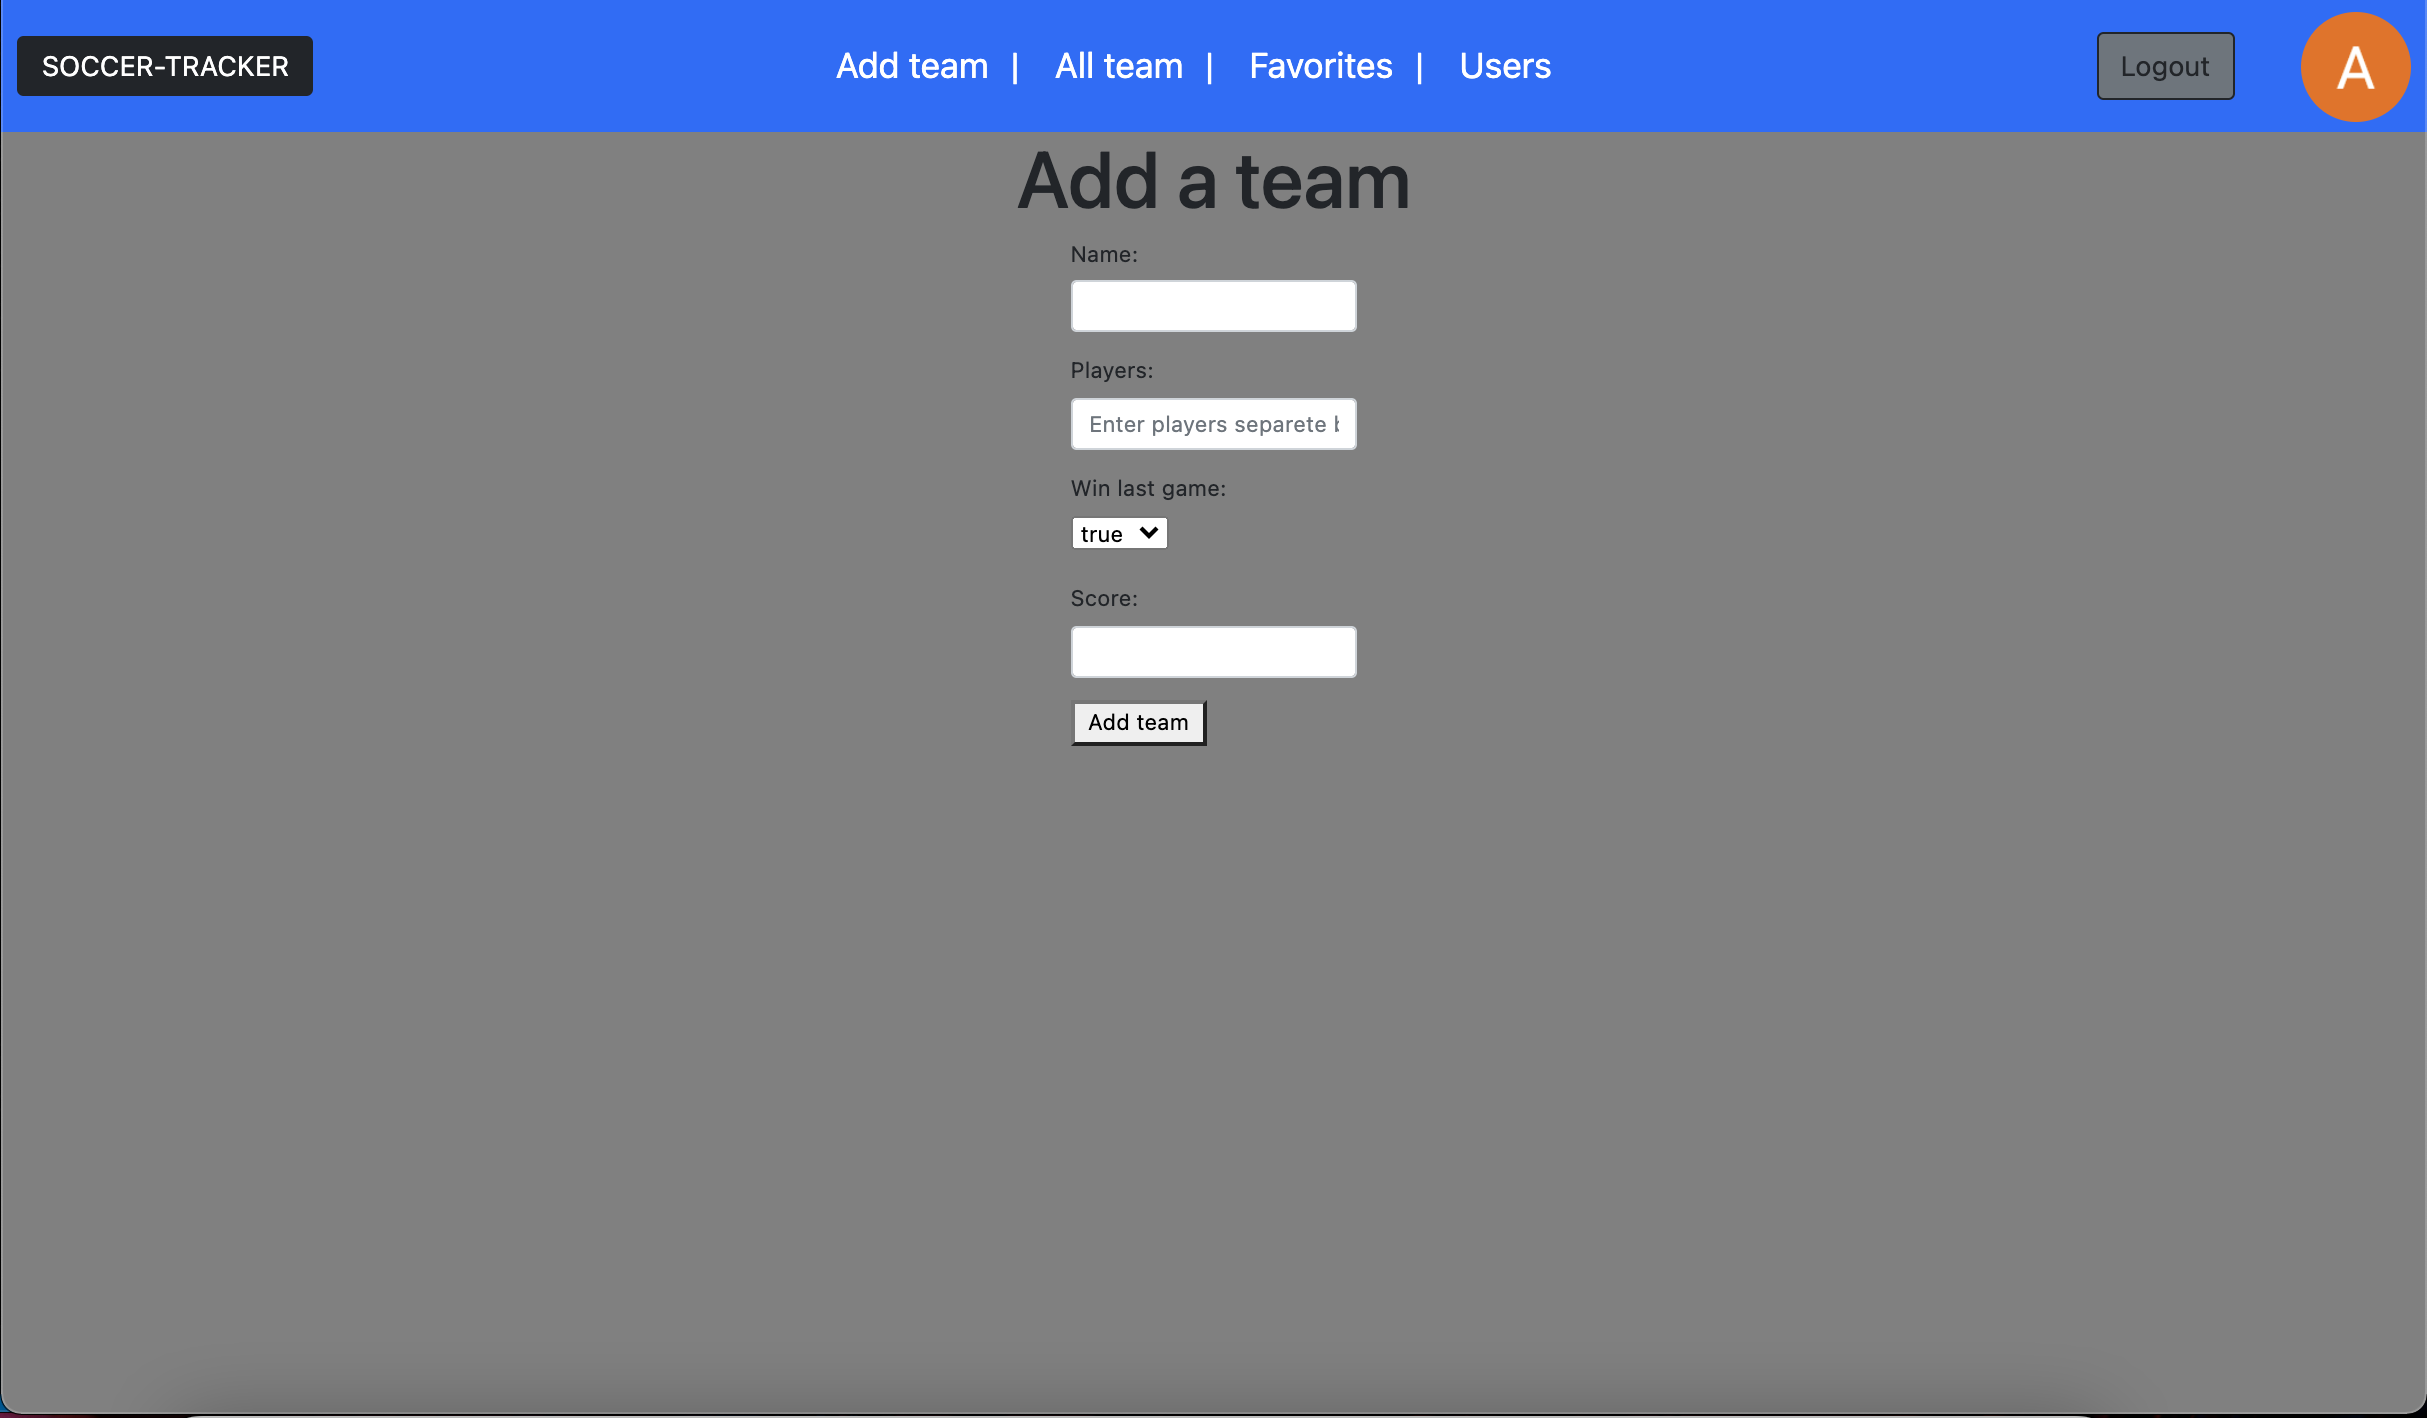 SOCCER-TRACKER
Add team | All team | Favorites | Users
Logout
A
Add a team
Name:
Players:
Enter players separete
Win last game:
true
Score:
Add team